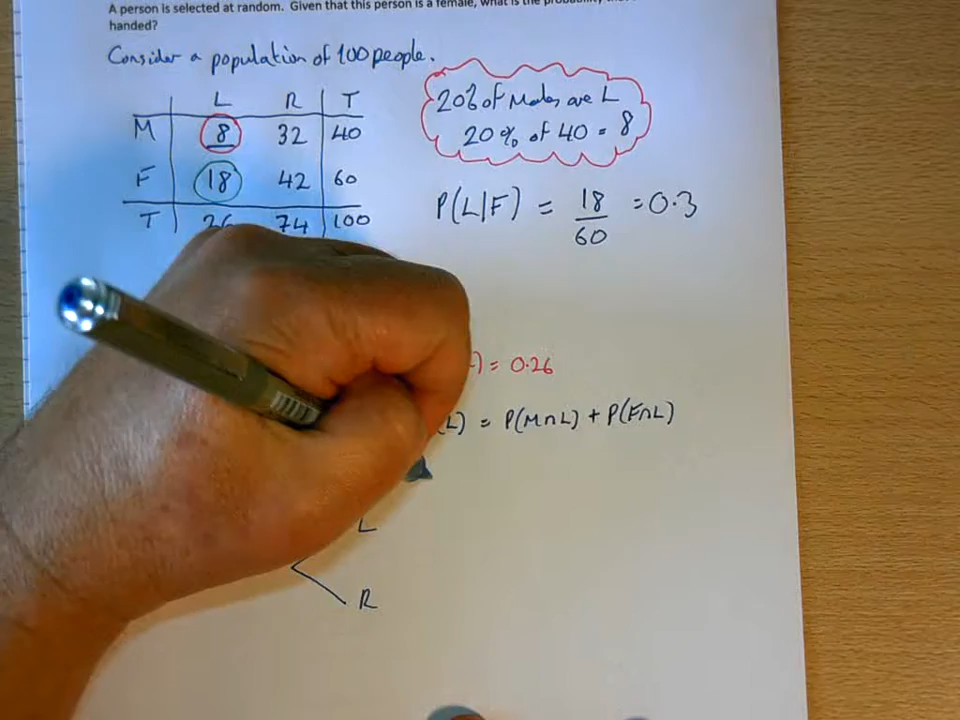 A person is selected at random. Given that this person is a female, what is the probability
handed?
Consider a population of 100 people.
L R T
M 8 32 40
F 18 42 60
T 26 74 100
20% of Males are L
20% of 40 = 8
P(L|F) = 18/60 = 0.3
) = 0.26
(L) = P(M∩L) + P(F∩L)
L
R